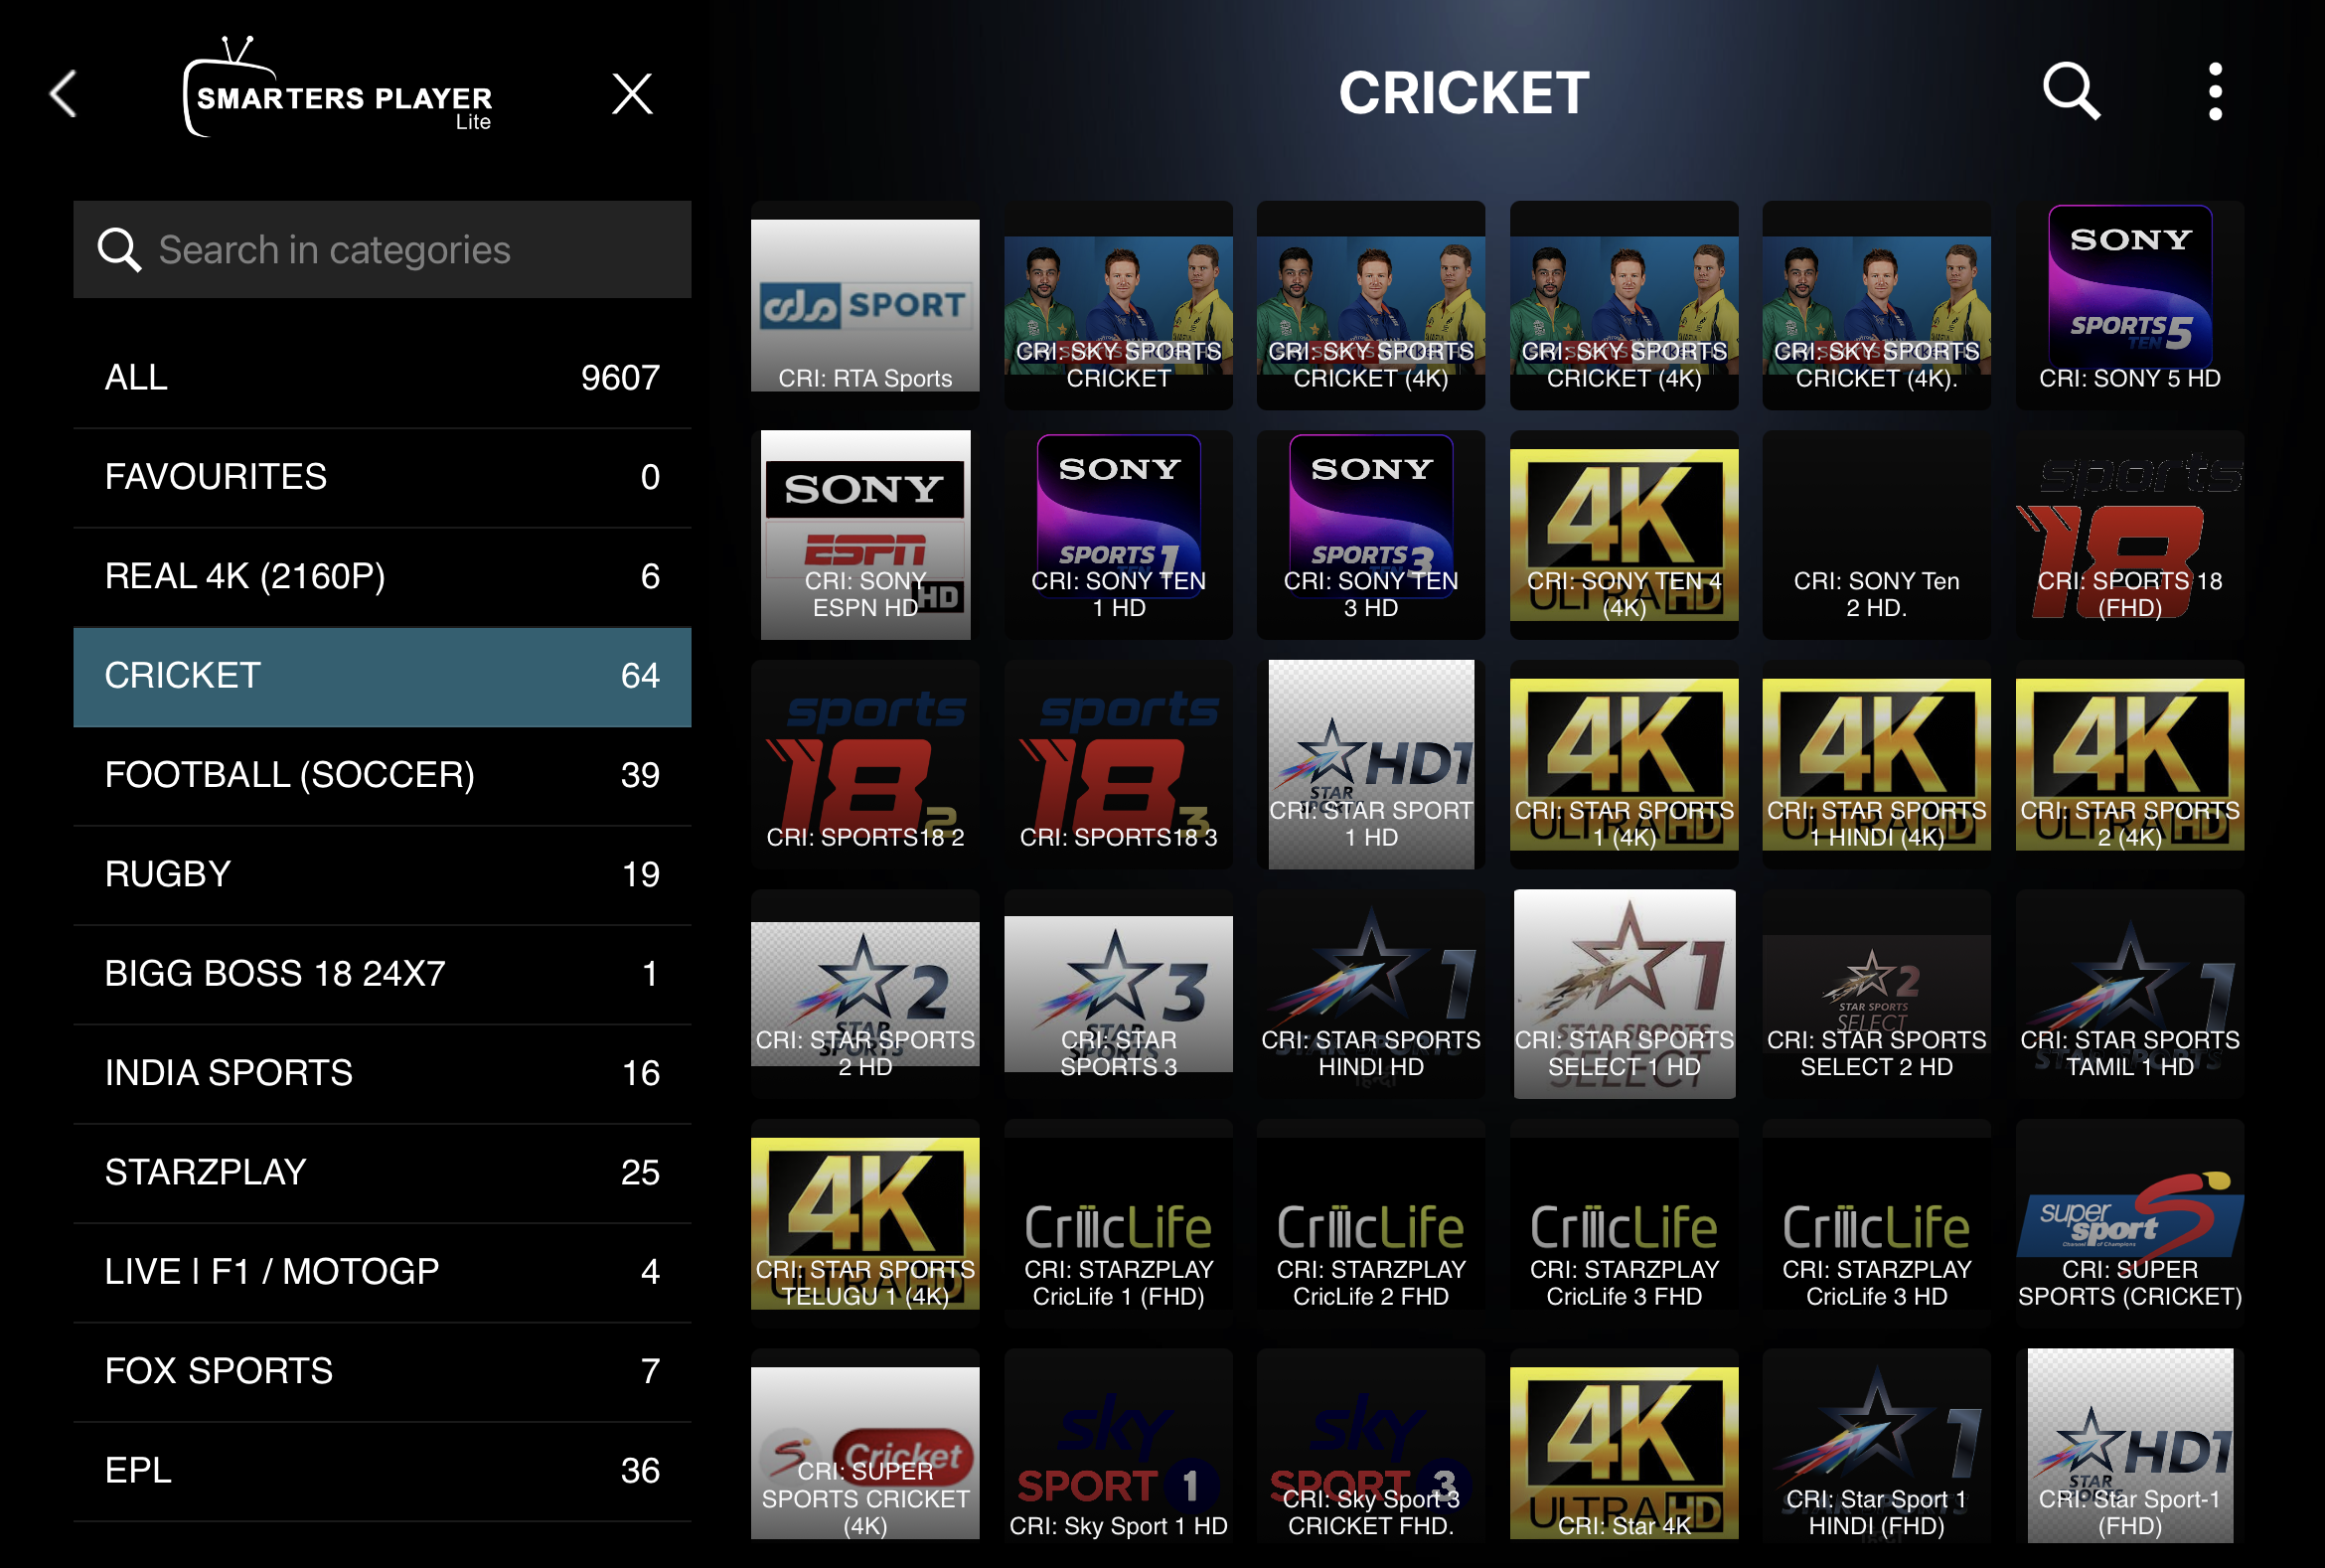 SMARTERS PLAYER
Lite
CRICKET
Search in categories
ALL 9607
FAVOURITES 0
REAL 4K (2160P) 6
CRICKET 64
FOOTBALL (SOCCER) 39
RUGBY 19
BIGG BOSS 18 24X7 1
INDIA SPORTS 16
STARZPLAY 25
LIVE | F1 / MOTOGP 4
FOX SPORTS 7
EPL 36
SPORT
CRI: RTA Sports
CRI: SKY SPORTS
CRICKET
CRI: SKY SPORTS
CRICKET (4K)
CRI: SKY SPORTS
CRICKET (4K)
CRI: SKY SPORTS
CRICKET (4K).
SONY
SPORTS 5
TEN
CRI: SONY 5 HD
SONY
ESPN
HD
CRI: SONY
ESPN HD
SONY
SPORTS 1
CRI: SONY TEN
1 HD
SONY
SPORTS 3
CRI: SONY TEN
3 HD
4K
ULTRA HD
CRI: SONY TEN 4
(4K)
CRI: SONY Ten
2 HD.
sports
18
CRI: SPORTS 18
(FHD)
sports
18 2
CRI: SPORTS18 2
sports
18 3
CRI: SPORTS18 3
HD1
STAR
SPORTS
CRI: STAR SPORT
1 HD
4K
ULTRA HD
CRI: STAR SPORTS
1 (4K)
4K
ULTRA HD
CRI: STAR SPORTS
1 HINDI (4K)
4K
ULTRA HD
CRI: STAR SPORTS
2 (4K)
2
STAR
SPORTS
CRI: STAR SPORTS
2 HD
3
STAR
SPORTS
CRI: STAR
SPORTS 3
1
STAR SPORTS
हिन्दी
CRI: STAR SPORTS
HINDI HD
1
STAR SPORTS
SELECT
CRI: STAR SPORTS
SELECT 1 HD
2
STAR SPORTS
SELECT
CRI: STAR SPORTS
SELECT 2 HD
1
STAR SPORTS
CRI: STAR SPORTS
TAMIL 1 HD
4K
ULTRA HD
CRI: STAR SPORTS
TELUGU 1 (4K)
CricLife
CRI: STARZPLAY
CricLife 1 (FHD)
CricLife
CRI: STARZPLAY
CricLife 2 FHD
CricLife
CRI: STARZPLAY
CricLife 3 FHD
CricLife
CRI: STARZPLAY
CricLife 3 HD
super
sport
Channel of Champions
CRI: SUPER
SPORTS (CRICKET)
Cricket
CRI: SUPER
SPORTS CRICKET
(4K)
sky
SPORT 1
CRI: Sky Sport 1 HD
sky
SPORT 3
CRI: Sky Sport 3
CRICKET FHD.
4K
ULTRA HD
CRI: Star 4K
1
STAR SPORTS
CRI: Star Sport 1
HINDI (FHD)
HD1
STAR
SPORTS
CRI: Star Sport-1
(FHD)